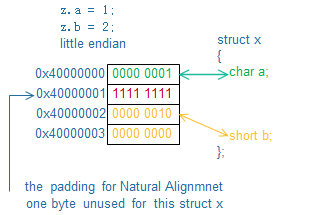 z.a = 1;
z.b = 2;
little endian
struct x
{
0x40000000 0000 0001 char a;
0x40000001 1111 1111
0x40000002 0000 0010
0x40000003 0000 0000 short b;
};
the padding for Natural Alignmnet
one byte unused for this struct x